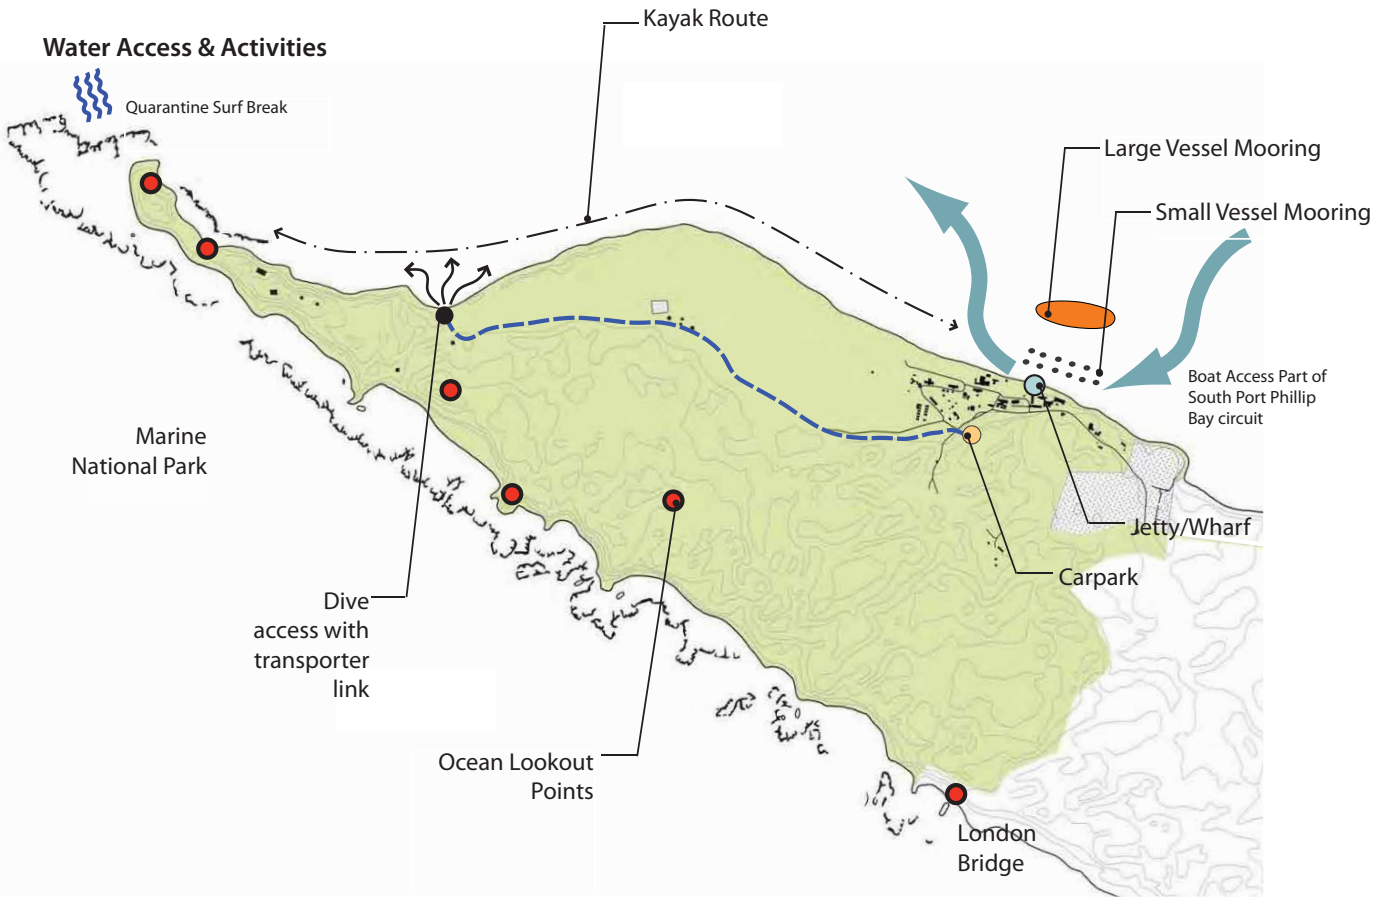 Kayak Route
Water Access & Activities
Quarantine Surf Break
Large Vessel Mooring
Small Vessel Mooring
Boat Access Part of
South Port Phillip
Bay circuit
Marine
National Park
Jetty/Wharf
Carpark
Dive
access with
transporter
link
Ocean Lookout
Points
London
Bridge